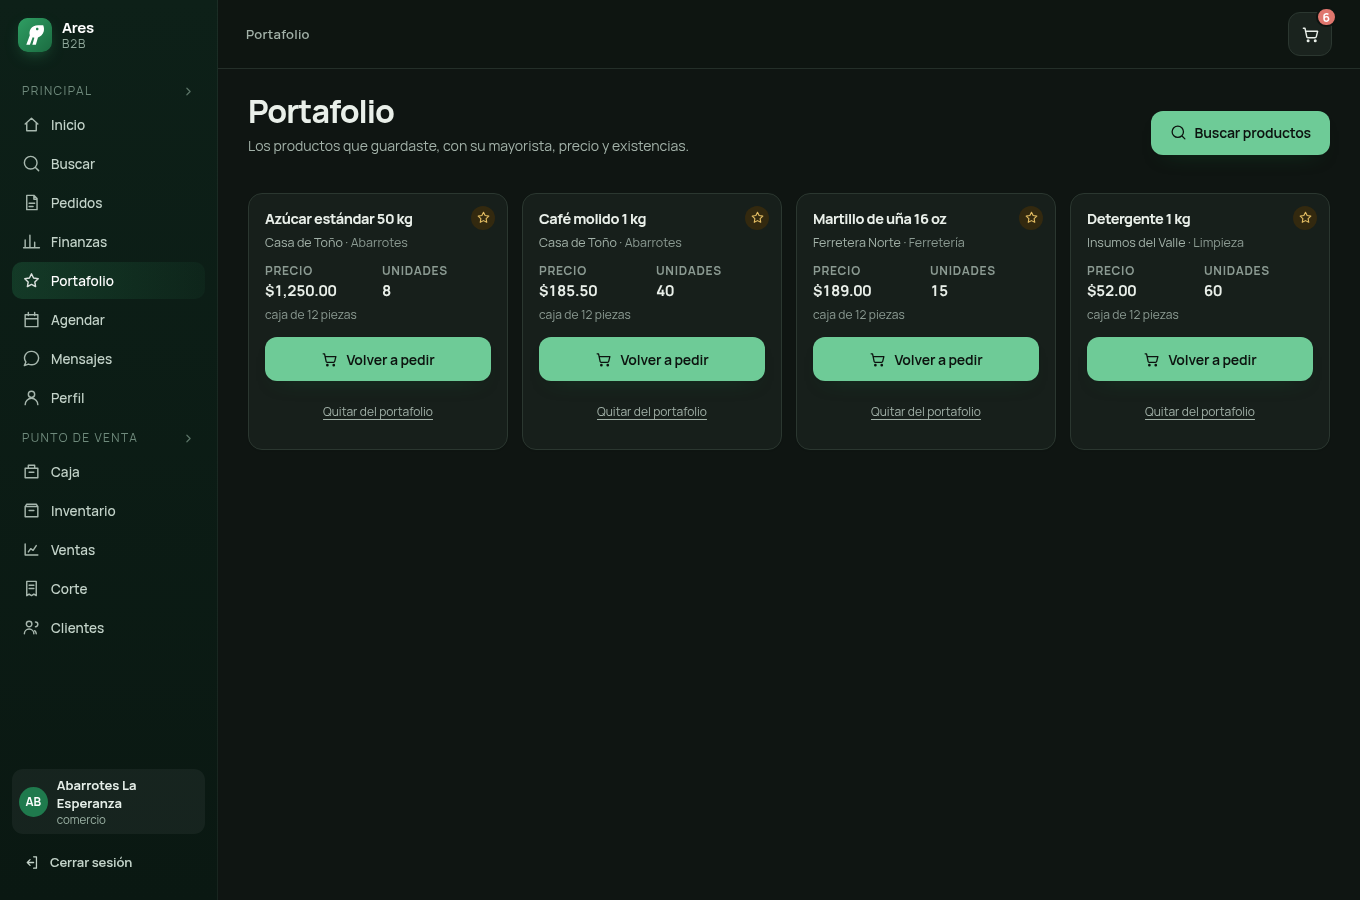 Ares
B2B
PRINCIPAL
Inicio
Buscar
Pedidos
Finanzas
Portafolio
Agendar
Mensajes
Perfil
PUNTO DE VENTA
Caja
Inventario
Ventas
Corte
Clientes
AB
Abarrotes La
Esperanza
comercio
Cerrar sesión
Portafolio
6
Portafolio
Los productos que guardaste, con su mayorista, precio y existencias.
Buscar productos
Azúcar estándar 50 kg
Casa de Toño · Abarrotes
PRECIO UNIDADES
$1,250.00 8
caja de 12 piezas
Volver a pedir
Quitar del portafolio
Café molido 1 kg
Casa de Toño · Abarrotes
PRECIO UNIDADES
$185.50 40
caja de 12 piezas
Volver a pedir
Quitar del portafolio
Martillo de uña 16 oz
Ferretera Norte · Ferretería
PRECIO UNIDADES
$189.00 15
caja de 12 piezas
Volver a pedir
Quitar del portafolio
Detergente 1 kg
Insumos del Valle · Limpieza
PRECIO UNIDADES
$52.00 60
caja de 12 piezas
Volver a pedir
Quitar del portafolio